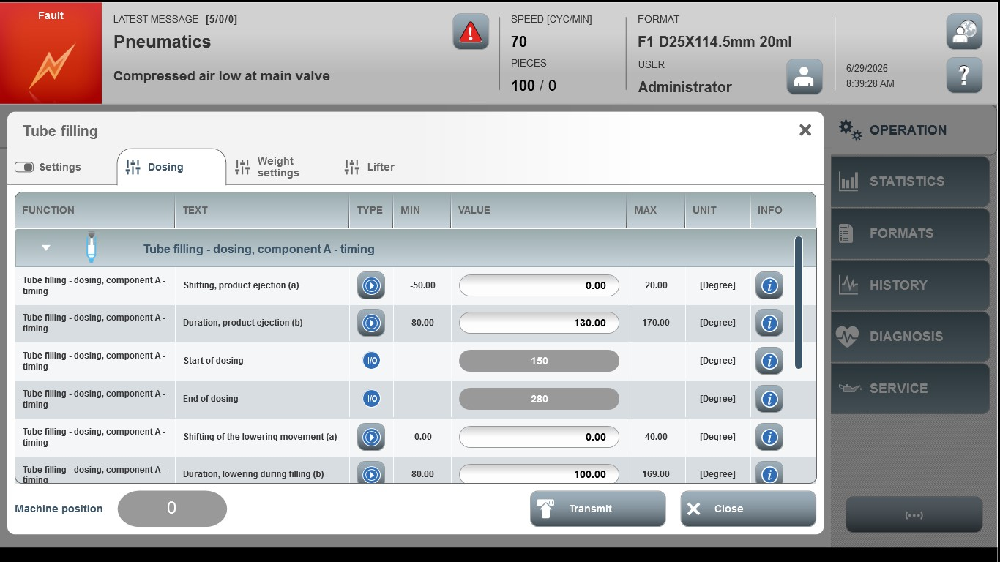 Fault
LATEST MESSAGE [5/0/0]
Pneumatics
Compressed air low at main valve
SPEED [CYC/MIN]
70
PIECES
100 / 0
FORMAT
F1 D25X114.5mm 20ml
USER
Administrator
6/29/2026
8:39:28 AM
?
Tube filling
Settings
Dosing
Weight
settings
Lifter
FUNCTION TEXT TYPE MIN VALUE MAX UNIT INFO
Tube filling - dosing, component A - timing
Tube filling - dosing, component A -
timing
Shifting, product ejection (a) -50.00 0.00 20.00 [Degree] i
Tube filling - dosing, component A -
timing
Duration, product ejection (b) 80.00 130.00 170.00 [Degree] i
Tube filling - dosing, component A -
timing
Start of dosing I/O 150 [Degree] i
Tube filling - dosing, component A -
timing
End of dosing I/O 280 [Degree] i
Tube filling - dosing, component A -
timing
Shifting of the lowering movement (a) 0.00 0.00 40.00 [Degree] i
Tube filling - dosing, component A -
timing
Duration, lowering during filling (b) 80.00 100.00 169.00 [Degree] i
Machine position 0
Transmit
Close
OPERATION
STATISTICS
FORMATS
HISTORY
DIAGNOSIS
SERVICE
(...)